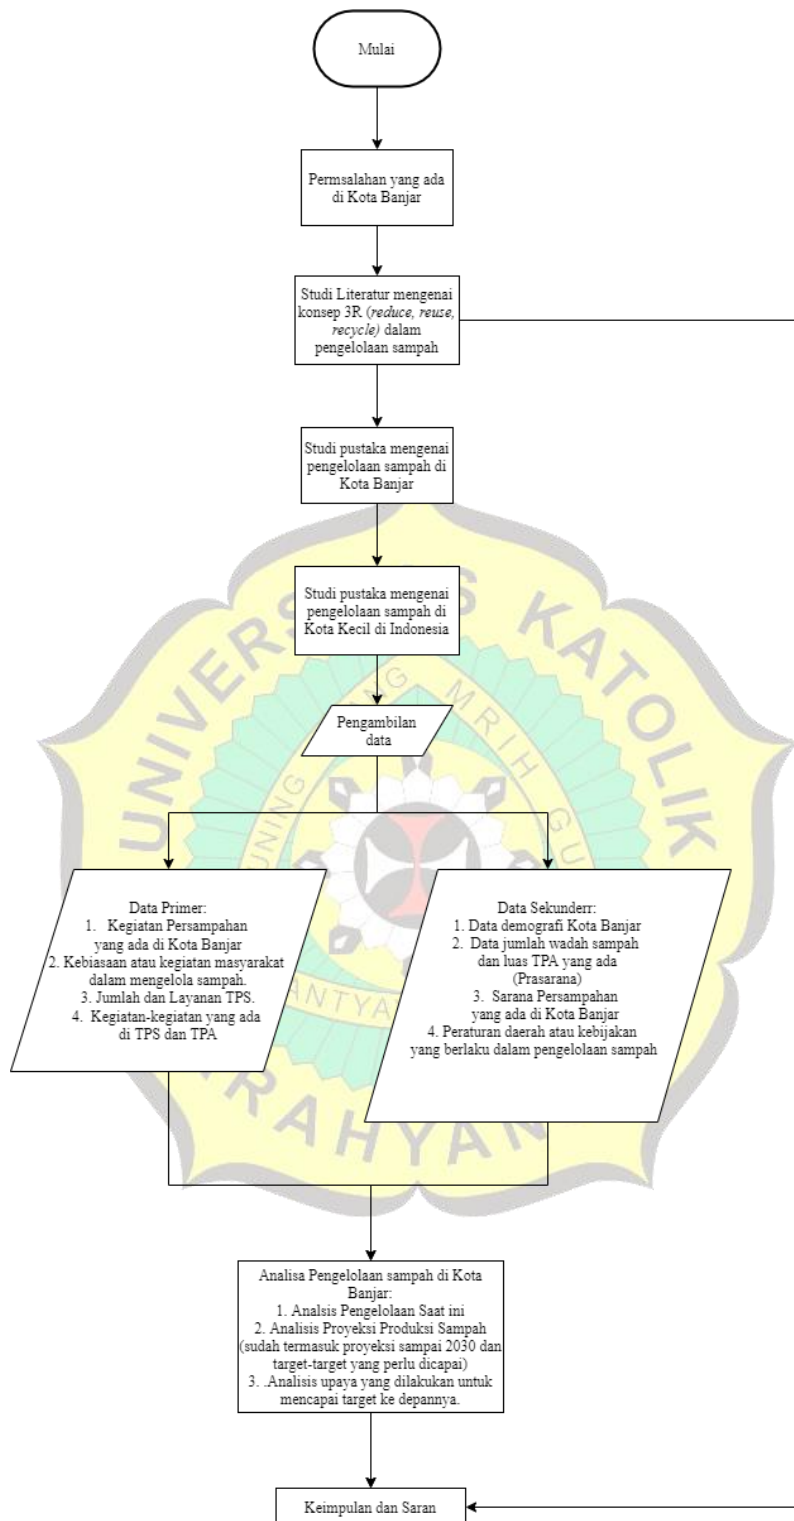 Mulai
Permsalahan yang ada
di Kota Banjar
Studi Literatur mengenai
konsep 3R (reduce, reuse,
recycle) dalam
pengelolaan sampah
Studi pustaka mengenai
pengelolaan sampah di
Kota Banjar
Studi pustaka mengenai
pengelolaan sampah di
Kota Kecil di Indonesia
Pengambilan
data
Data Primer:
1. Kegiatan Persampahan
yang ada di Kota Banjar
2. Kebiasaan atau kegiatan masyarakat
dalam mengelola sampah.
3. Jumlah dan Layanan TPS.
4. Kegiatan-kegiatan yang ada
di TPS dan TPA
Data Sekunderr:
1. Data demografi Kota Banjar
2. Data jumlah wadah sampah
dan luas TPA yang ada
(Prasarana)
3. Sarana Persampahan
yang ada di Kota Banjar
4. Peraturan daerah atau kebijakan
yang berlaku dalam pengelolaan sampah
Analisa Pengelolaan sampah di Kota
Banjar:
1. Analsis Pengelolaan Saat ini
2. Analisis Proyeksi Produksi Sampah
(sudah termasuk proyeksi sampai 2030 dan
target-target yang perlu dicapai)
3. .Analisis upaya yang dilakukan untuk
mencapai target ke depannya.
Keimpulan dan Saran
KATOLIK
MRIH GU